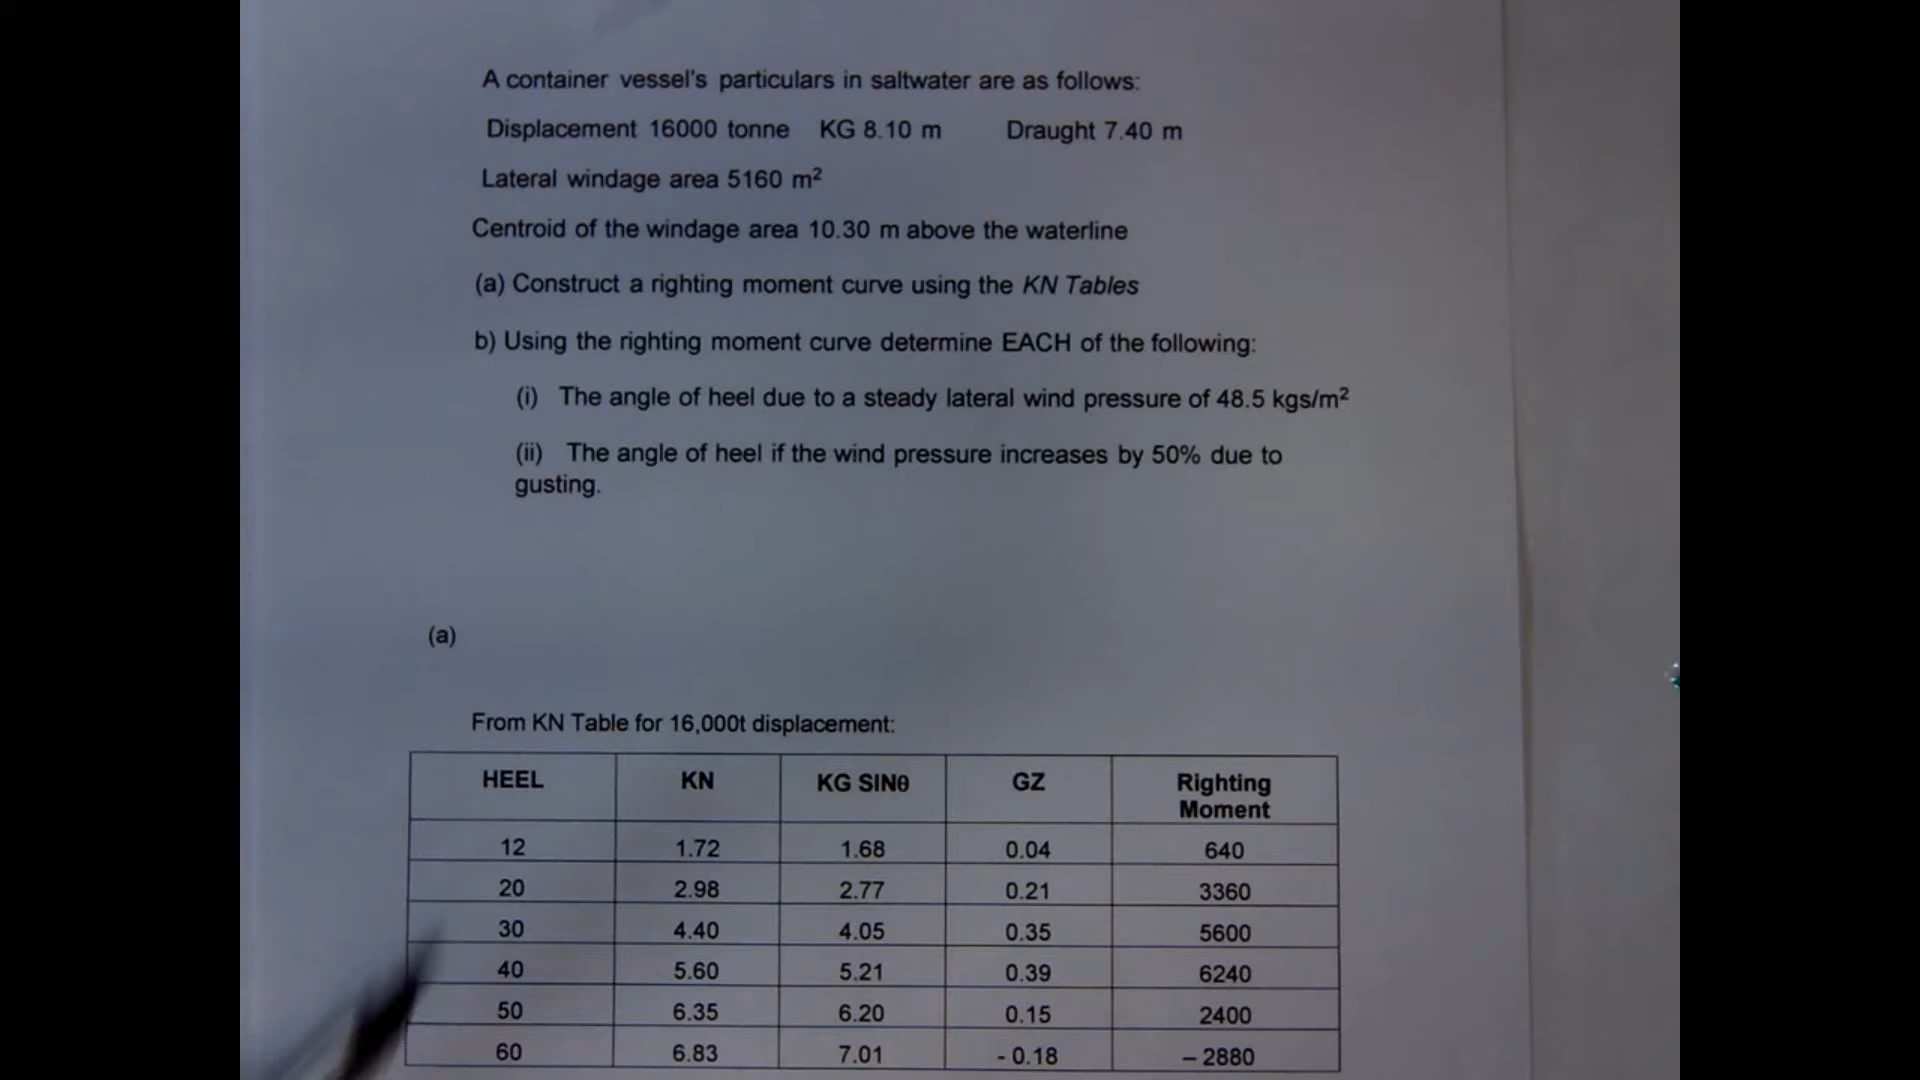 A container vessel's particulars in saltwater are as follows:
Displacement 16000 tonne KG 8.10 m Draught 7.40 m
Lateral windage area 5160 m²
Centroid of the windage area 10.30 m above the waterline
(a) Construct a righting moment curve using the KN Tables
b) Using the righting moment curve determine EACH of the following:
(i) The angle of heel due to a steady lateral wind pressure of 48.5 kgs/m²
(ii) The angle of heel if the wind pressure increases by 50% due to
gusting.
(a)
From KN Table for 16,000t displacement:
HEEL KN KG SINθ GZ Righting Moment
12 1.72 1.68 0.04 640
20 2.98 2.77 0.21 3360
30 4.40 4.05 0.35 5600
40 5.60 5.21 0.39 6240
50 6.35 6.20 0.15 2400
60 6.83 7.01 - 0.18 – 2880